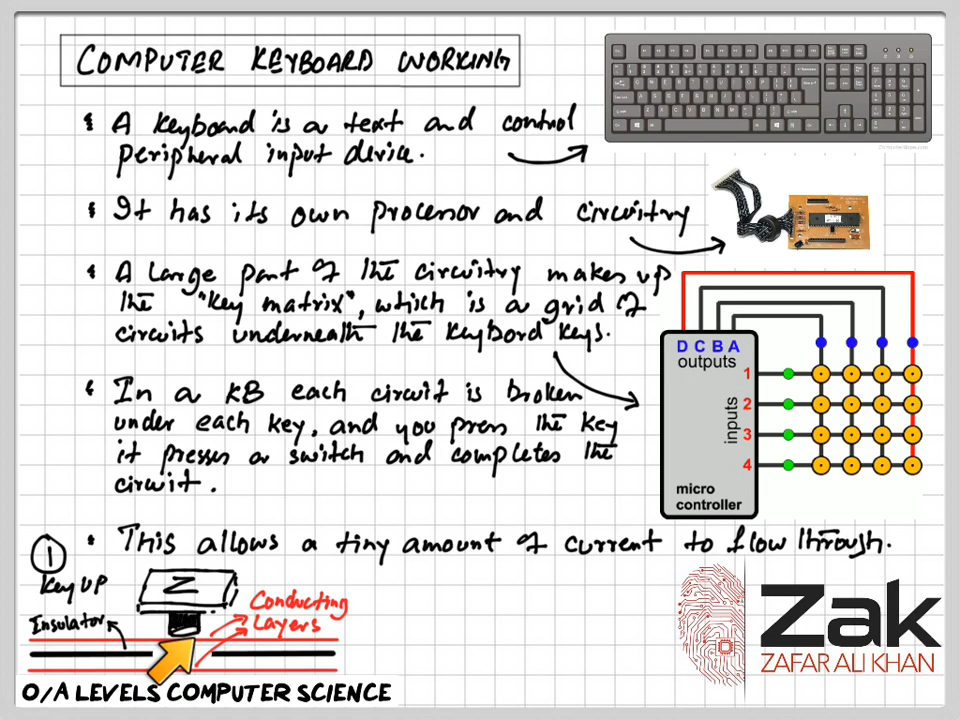 COMPUTER KEYBOARD WORKING
A keyboard is a text and control
peripheral input device.
It has its own processor and circuitry
A large part of the circuitry makes up
the "key matrix", which is a grid of
circuits underneath the keybord keys.
D C B A
outputs
1
2
inputs
3
4
micro
controller
In a KB each circuit is broken
under each key, and you press the key
it presses a switch and completes the
circuit.
This allows a tiny amount of current to flow through.
1
Key UP
Z
Insulator
Conducting
Layers
O/A LEVELS COMPUTER SCIENCE
Zak
ZAFAR ALI KHAN